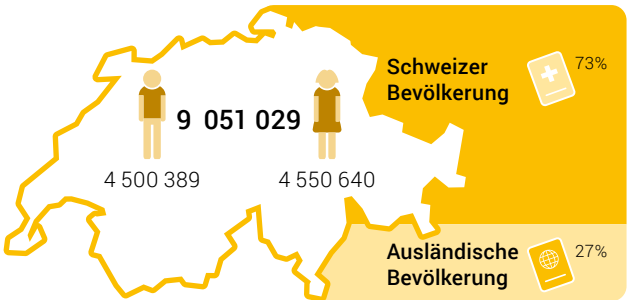 9 051 029
4 500 389
4 550 640
Schweizer
Bevölkerung
73%
Ausländische
Bevölkerung
27%